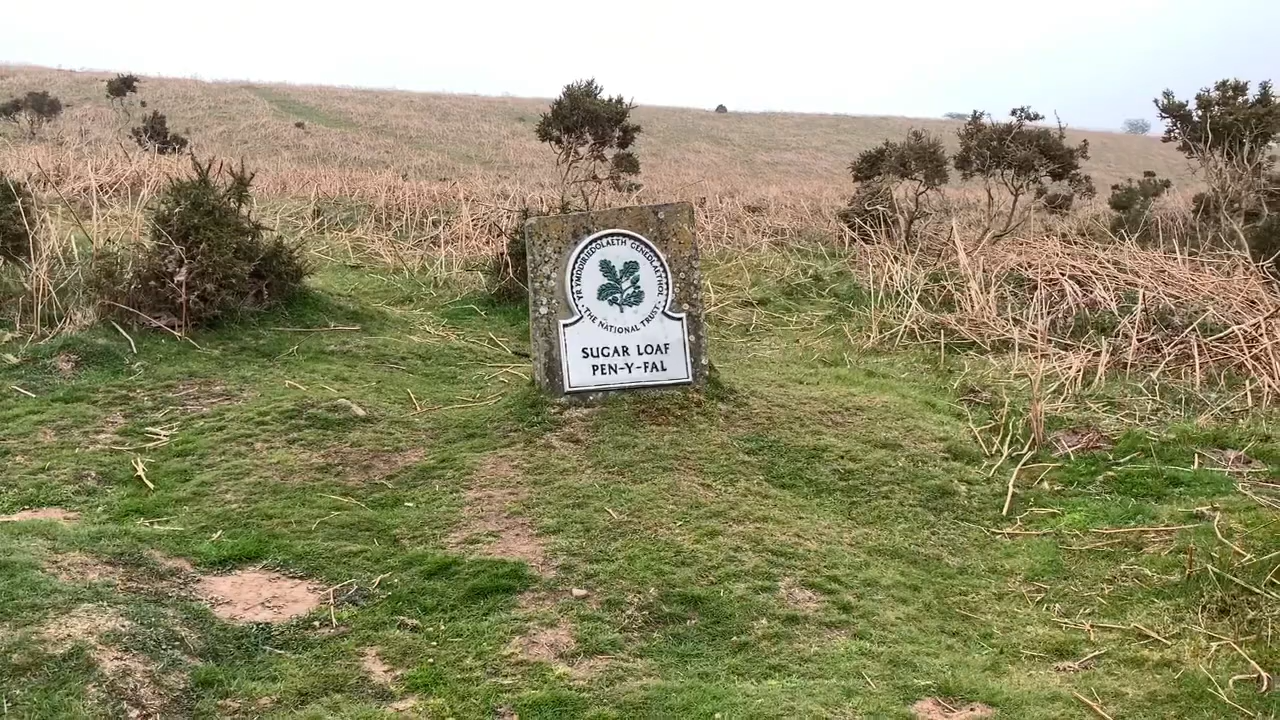 YR YMDDIRIEDOLAETH GENEDLAETHOL
THE NATIONAL TRUST
SUGAR LOAF
PEN-Y-FAL